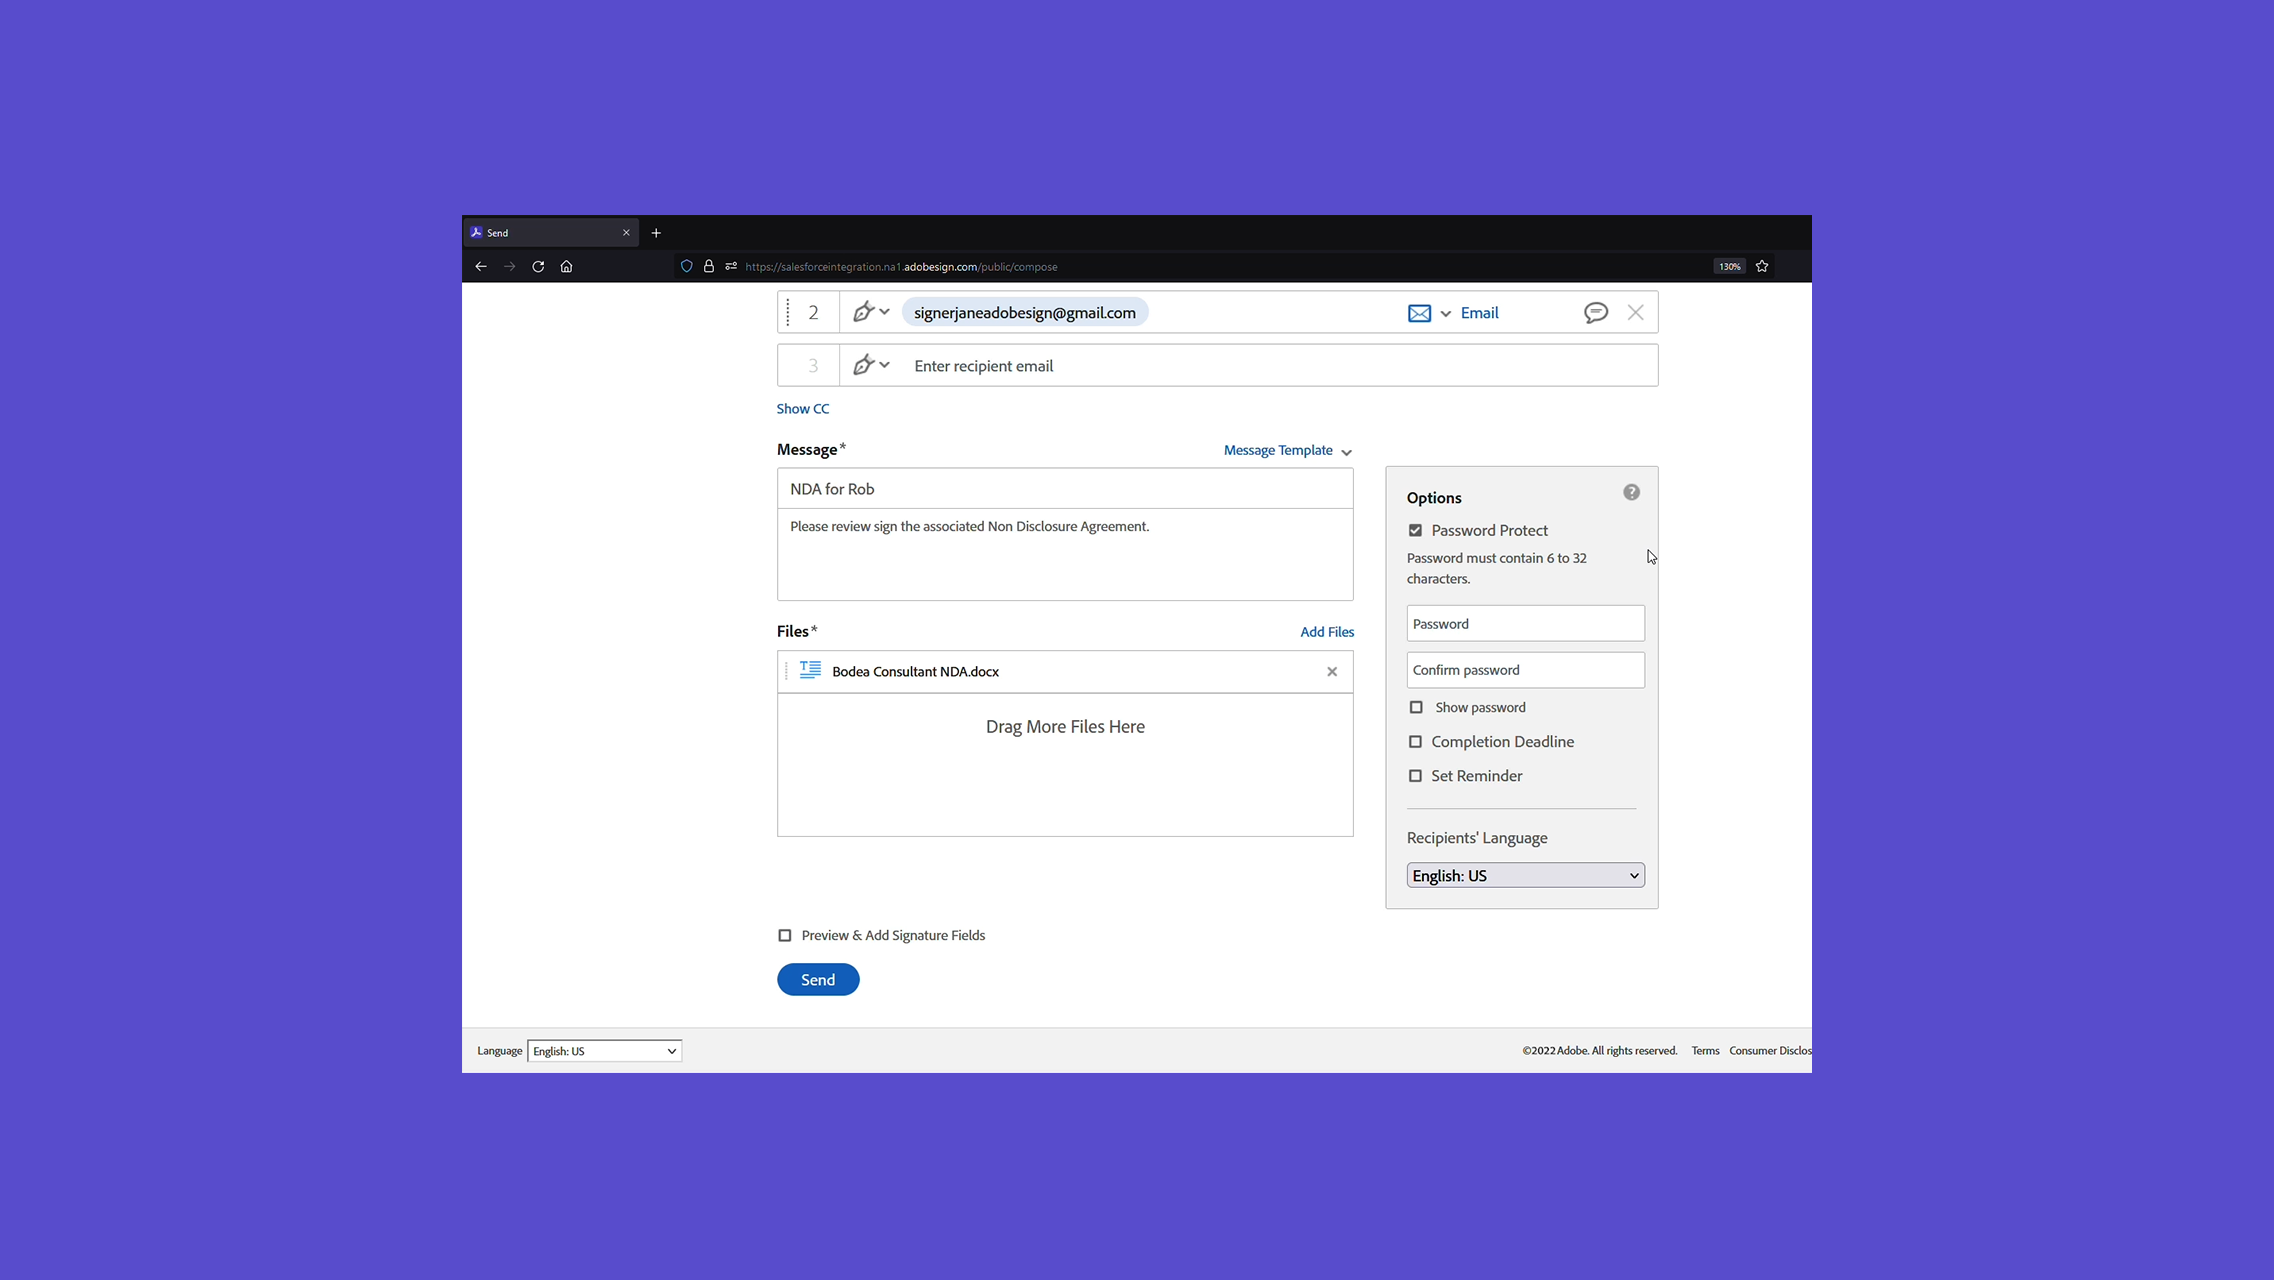 Send
https://salesforceintegration.na1.adobesign.com/public/compose
130%
2 signerjaneadobesign@gmail.com Email
3 Enter recipient email
Show CC
Message* Message Template
NDA for Rob
Please review sign the associated Non Disclosure Agreement.
Files* Add Files
Bodea Consultant NDA.docx
Drag More Files Here
Options
?
Password Protect
Password must contain 6 to 32
characters.
Password
Confirm password
Show password
Completion Deadline
Set Reminder
Recipients' Language
English: US
Preview & Add Signature Fields
Send
Language English: US
©2022 Adobe. All rights reserved. Terms Consumer Disclos